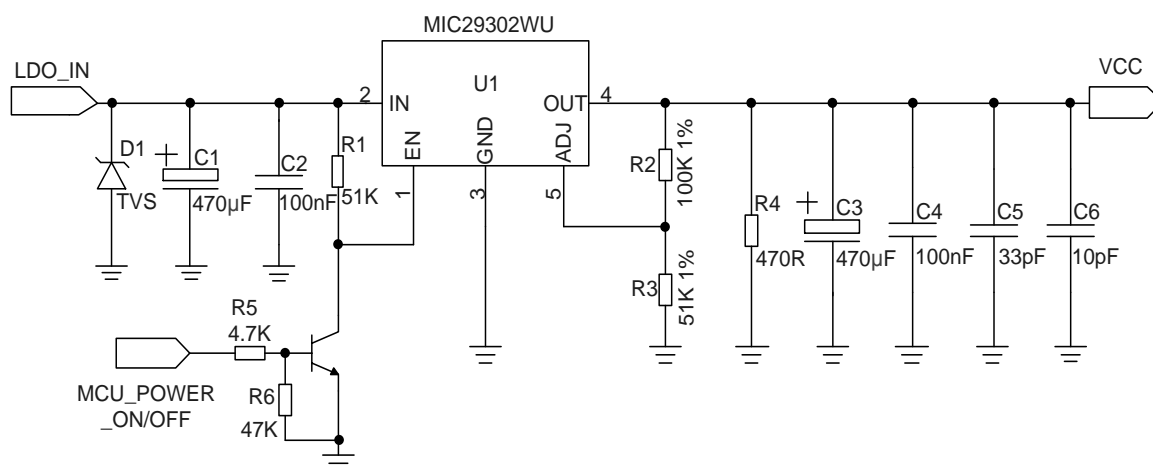 MIC29302WU
LDO_IN
VCC
U1
2
IN
OUT
4
EN
GND
ADJ
1
3
5
D1
TVS
C1
470µF
C2
100nF
R1
51K
R2
100K 1%
R3
51K 1%
R4
470R
C3
470µF
C4
100nF
C5
33pF
C6
10pF
R5
4.7K
MCU_POWER
_ON/OFF
R6
47K
+
+